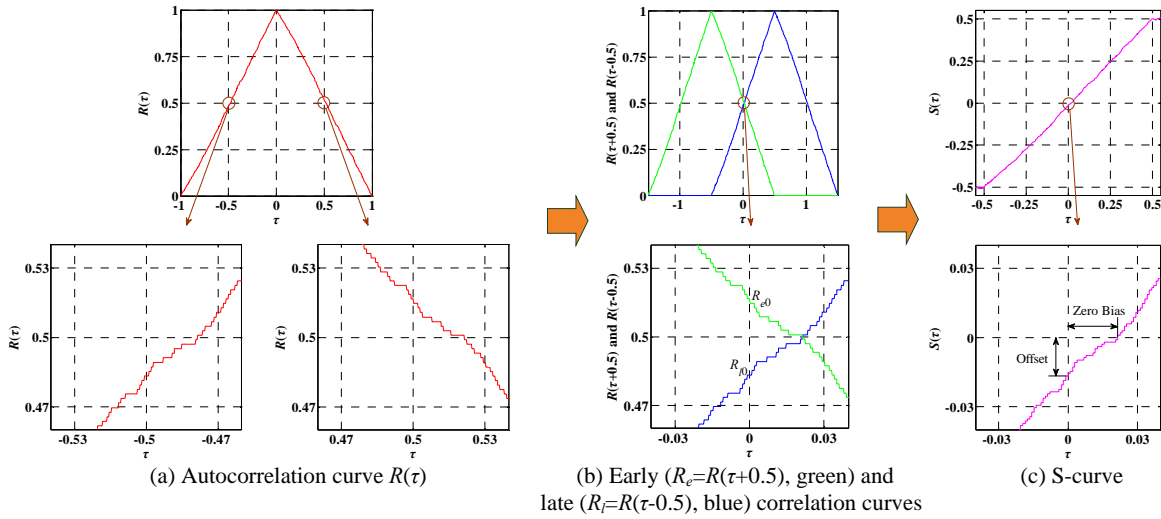 1
0.75
0.5
0.25
0
R(τ)
-1 -0.5 0 0.5 1
τ
1
0.75
0.5
0.25
0
R(τ+0.5) and R(τ-0.5)
-1 0 1
τ
0.5
0.25
0
-0.25
-0.5
S(τ)
-0.5 -0.25 0 0.25 0.5
τ
0.53
0.5
0.47
R(τ)
-0.53 -0.5 -0.47
τ
0.53
0.5
0.47
R(τ)
0.47 0.5 0.53
τ
0.53
0.5
0.47
R(τ+0.5) and R(τ-0.5)
Re0
Rl0
-0.03 0 0.03
τ
0.03
0
-0.03
S(τ)
Zero Bias
Offset
-0.03 0 0.03
τ
(a) Autocorrelation curve R(τ)
(b) Early (Re=R(τ+0.5), green) and
late (Rl=R(τ-0.5), blue) correlation curves
(c) S-curve